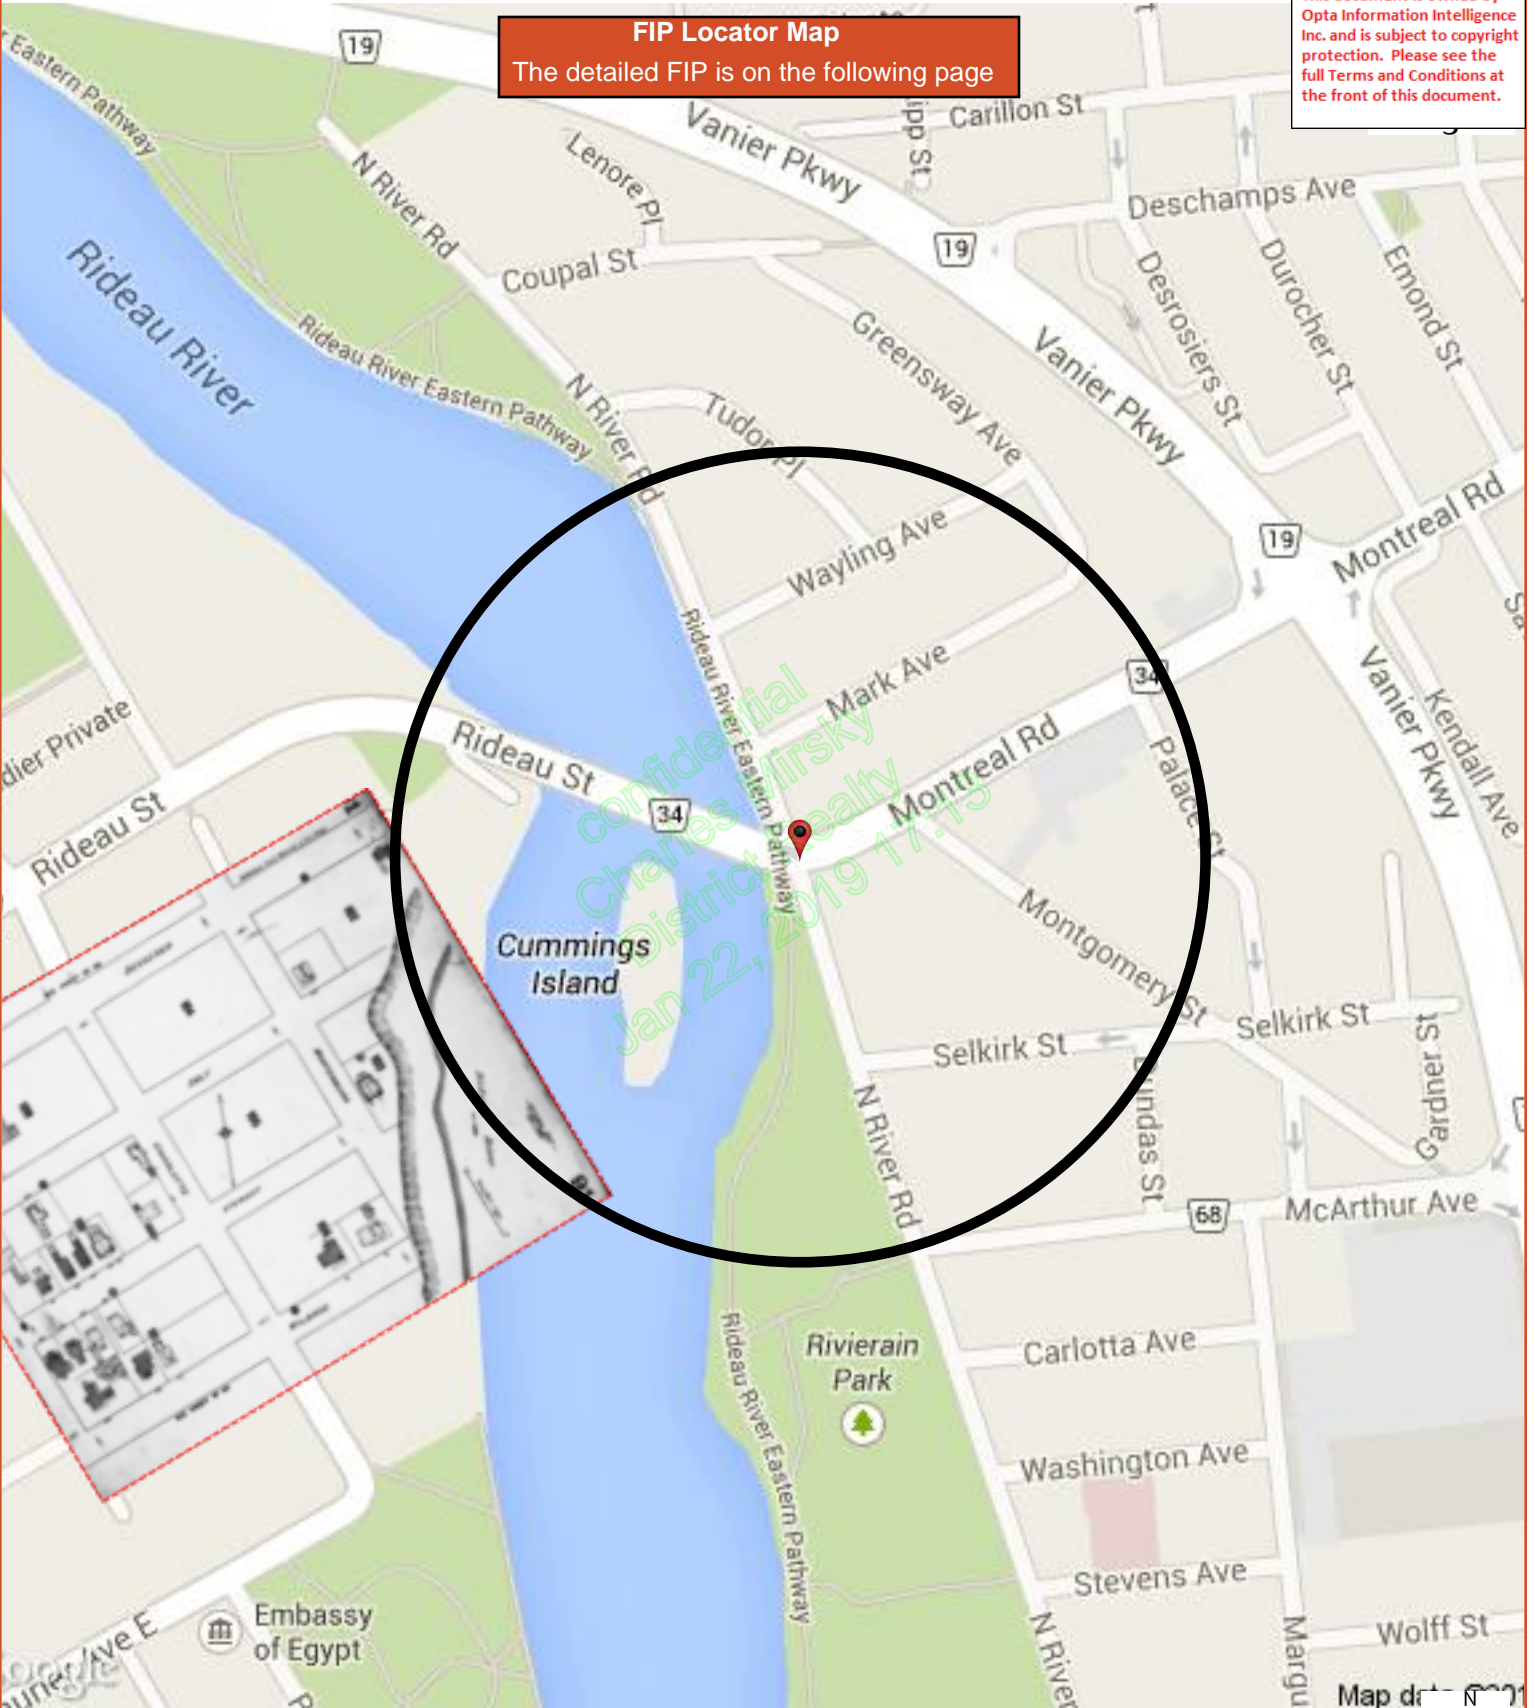 FIP Locator Map
The detailed FIP is on the following page
Opta Information Intelligence
Inc. and is subject to copyright
protection. Please see the
full Terms and Conditions at
the front of this document.
19
Eastern Pathway
Carillon St
Vanier Pkwy
Lenore Pl
N River Rd
Deschamps Ave
19
Coupal St
Rideau River
Desrosiers St
Durocher St
Emond St
Greensway Ave
Rideau River Eastern Pathway
Vanier Pkwy
N River Rd
Tudor Pl
Montreal Rd
19
Wayling Ave
Rideau River Eastern Pathway
Mark Ave
34
Vanier Pkwy
Kendall Ave
Rideau St
Montreal Rd
Palace St
34
Rideau St
confidential
Charles Mirsky
District Realty
Jan 22, 2019 17:15
Cummings
Island
Montgomery St
Selkirk St
Selkirk St
Gardner St
Dundas St
N River Rd
68
McArthur Ave
Rivierain
Park
Carlotta Ave
Rideau River Eastern Pathway
Washington Ave
Stevens Ave
Embassy
of Egypt
Ave E
N River
Wolff St
Map
N